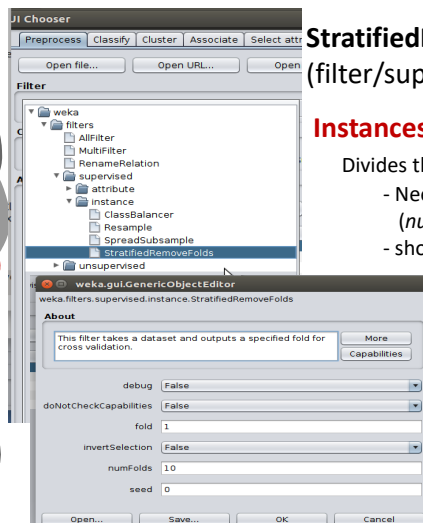 UI Chooser
Preprocess Classify Cluster Associate Select attr
Open file... Open URL... Open
Filter
weka
filters
AllFilter
MultiFilter
RenameRelation
supervised
attribute
instance
ClassBalancer
Resample
SpreadSubsample
StratifiedRemoveFolds
unsupervised
Stratified
(filter/sup
Instances
Divides t
- Nee
(nu
- sho
weka.gui.GenericObjectEditor
weka.filters.supervised.instance.StratifiedRemoveFolds
About
This filter takes a dataset and outputs a specified fold for
cross validation.
More
Capabilities
debug False
doNotCheckCapabilities False
fold 1
invertSelection False
numFolds 10
seed 0
Open... Save... OK Cancel